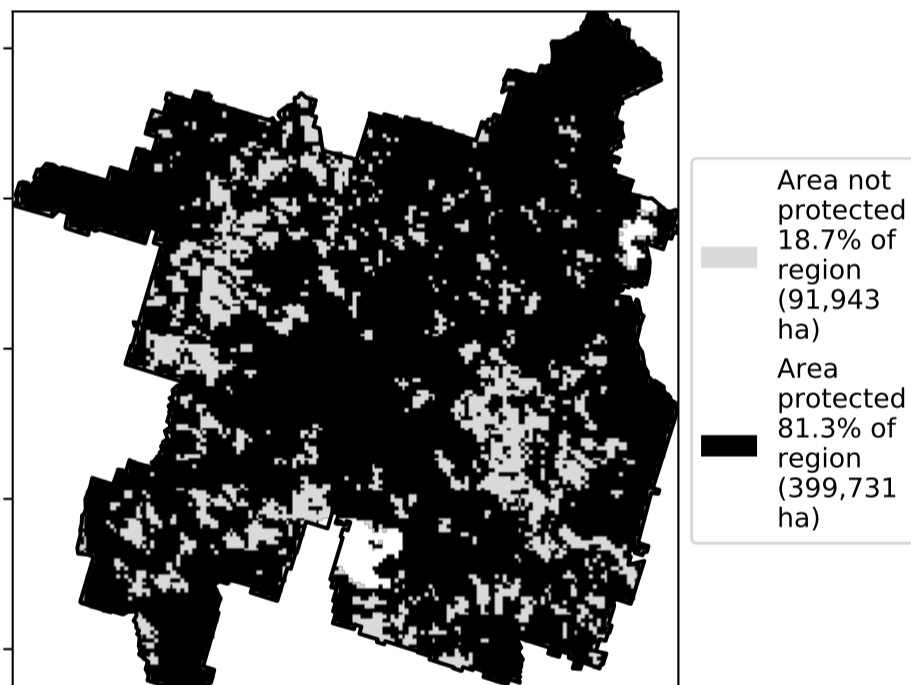 Area not
protected
18.7% of
region
(91,943
ha)
Area
protected
81.3% of
region
(399,731
ha)